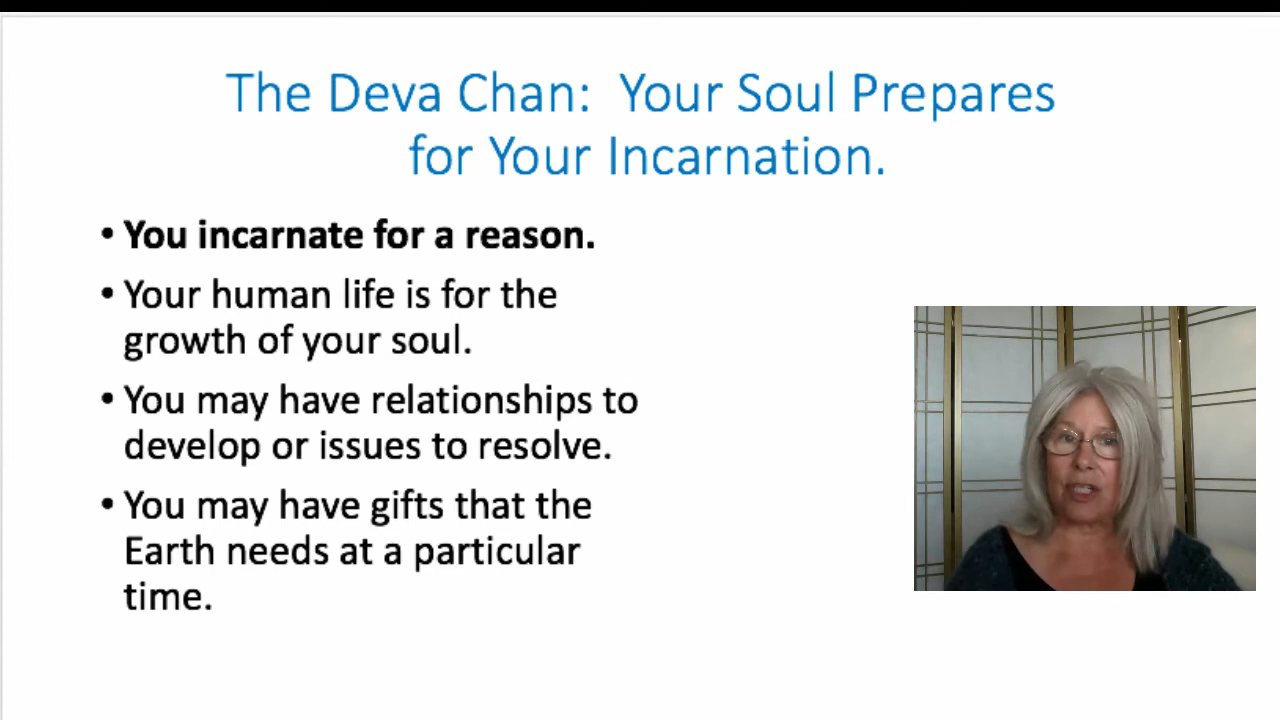 The Deva Chan:  Your Soul Prepares
for Your Incarnation.
• You incarnate for a reason.
• Your human life is for the
growth of your soul.
• You may have relationships to
develop or issues to resolve.
• You may have gifts that the
Earth needs at a particular
time.